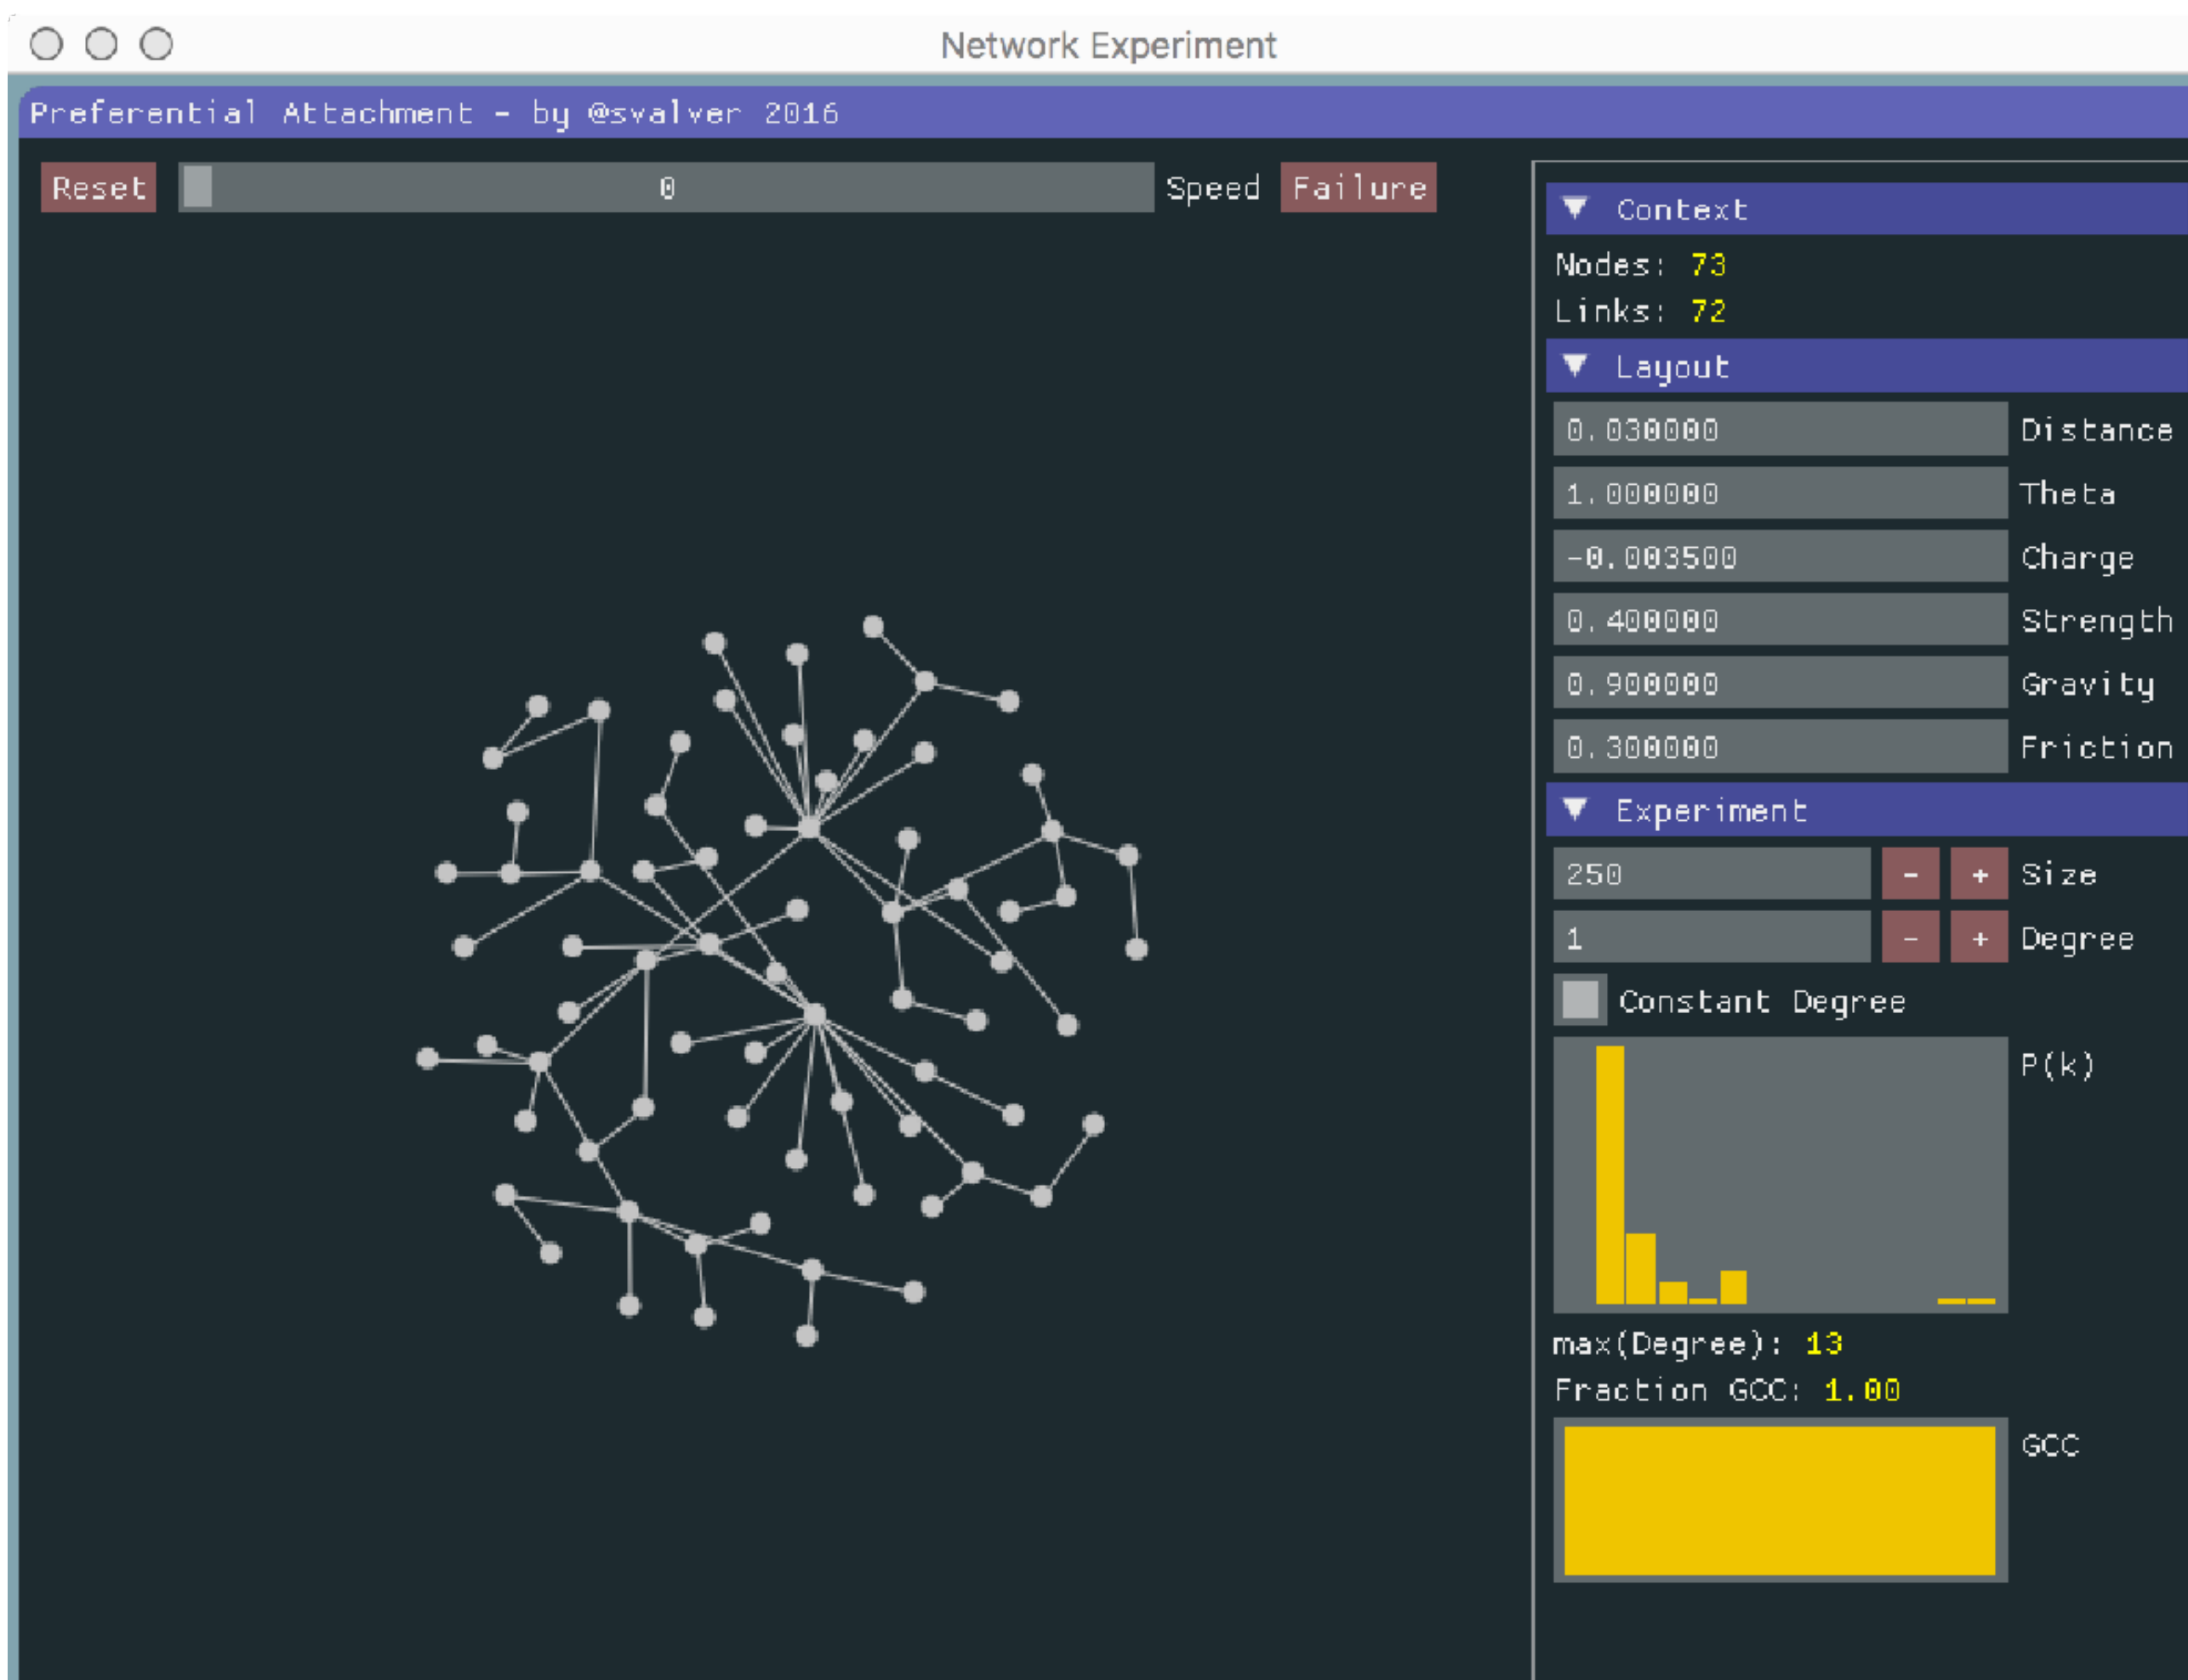 Network Experiment
Preferential Attachment - by @svalver 2016
Reset 0 Speed Failure
Context
Nodes: 73
Links: 72
Layout
0.030000 Distance
1.000000 Theta
-0.003500 Charge
0.400000 Strength
0.900000 Gravity
0.300000 Friction
Experiment
250 - + Size
1 - + Degree
Constant Degree
P(k)
max(Degree): 13
Fraction GCC: 1.00
GCC